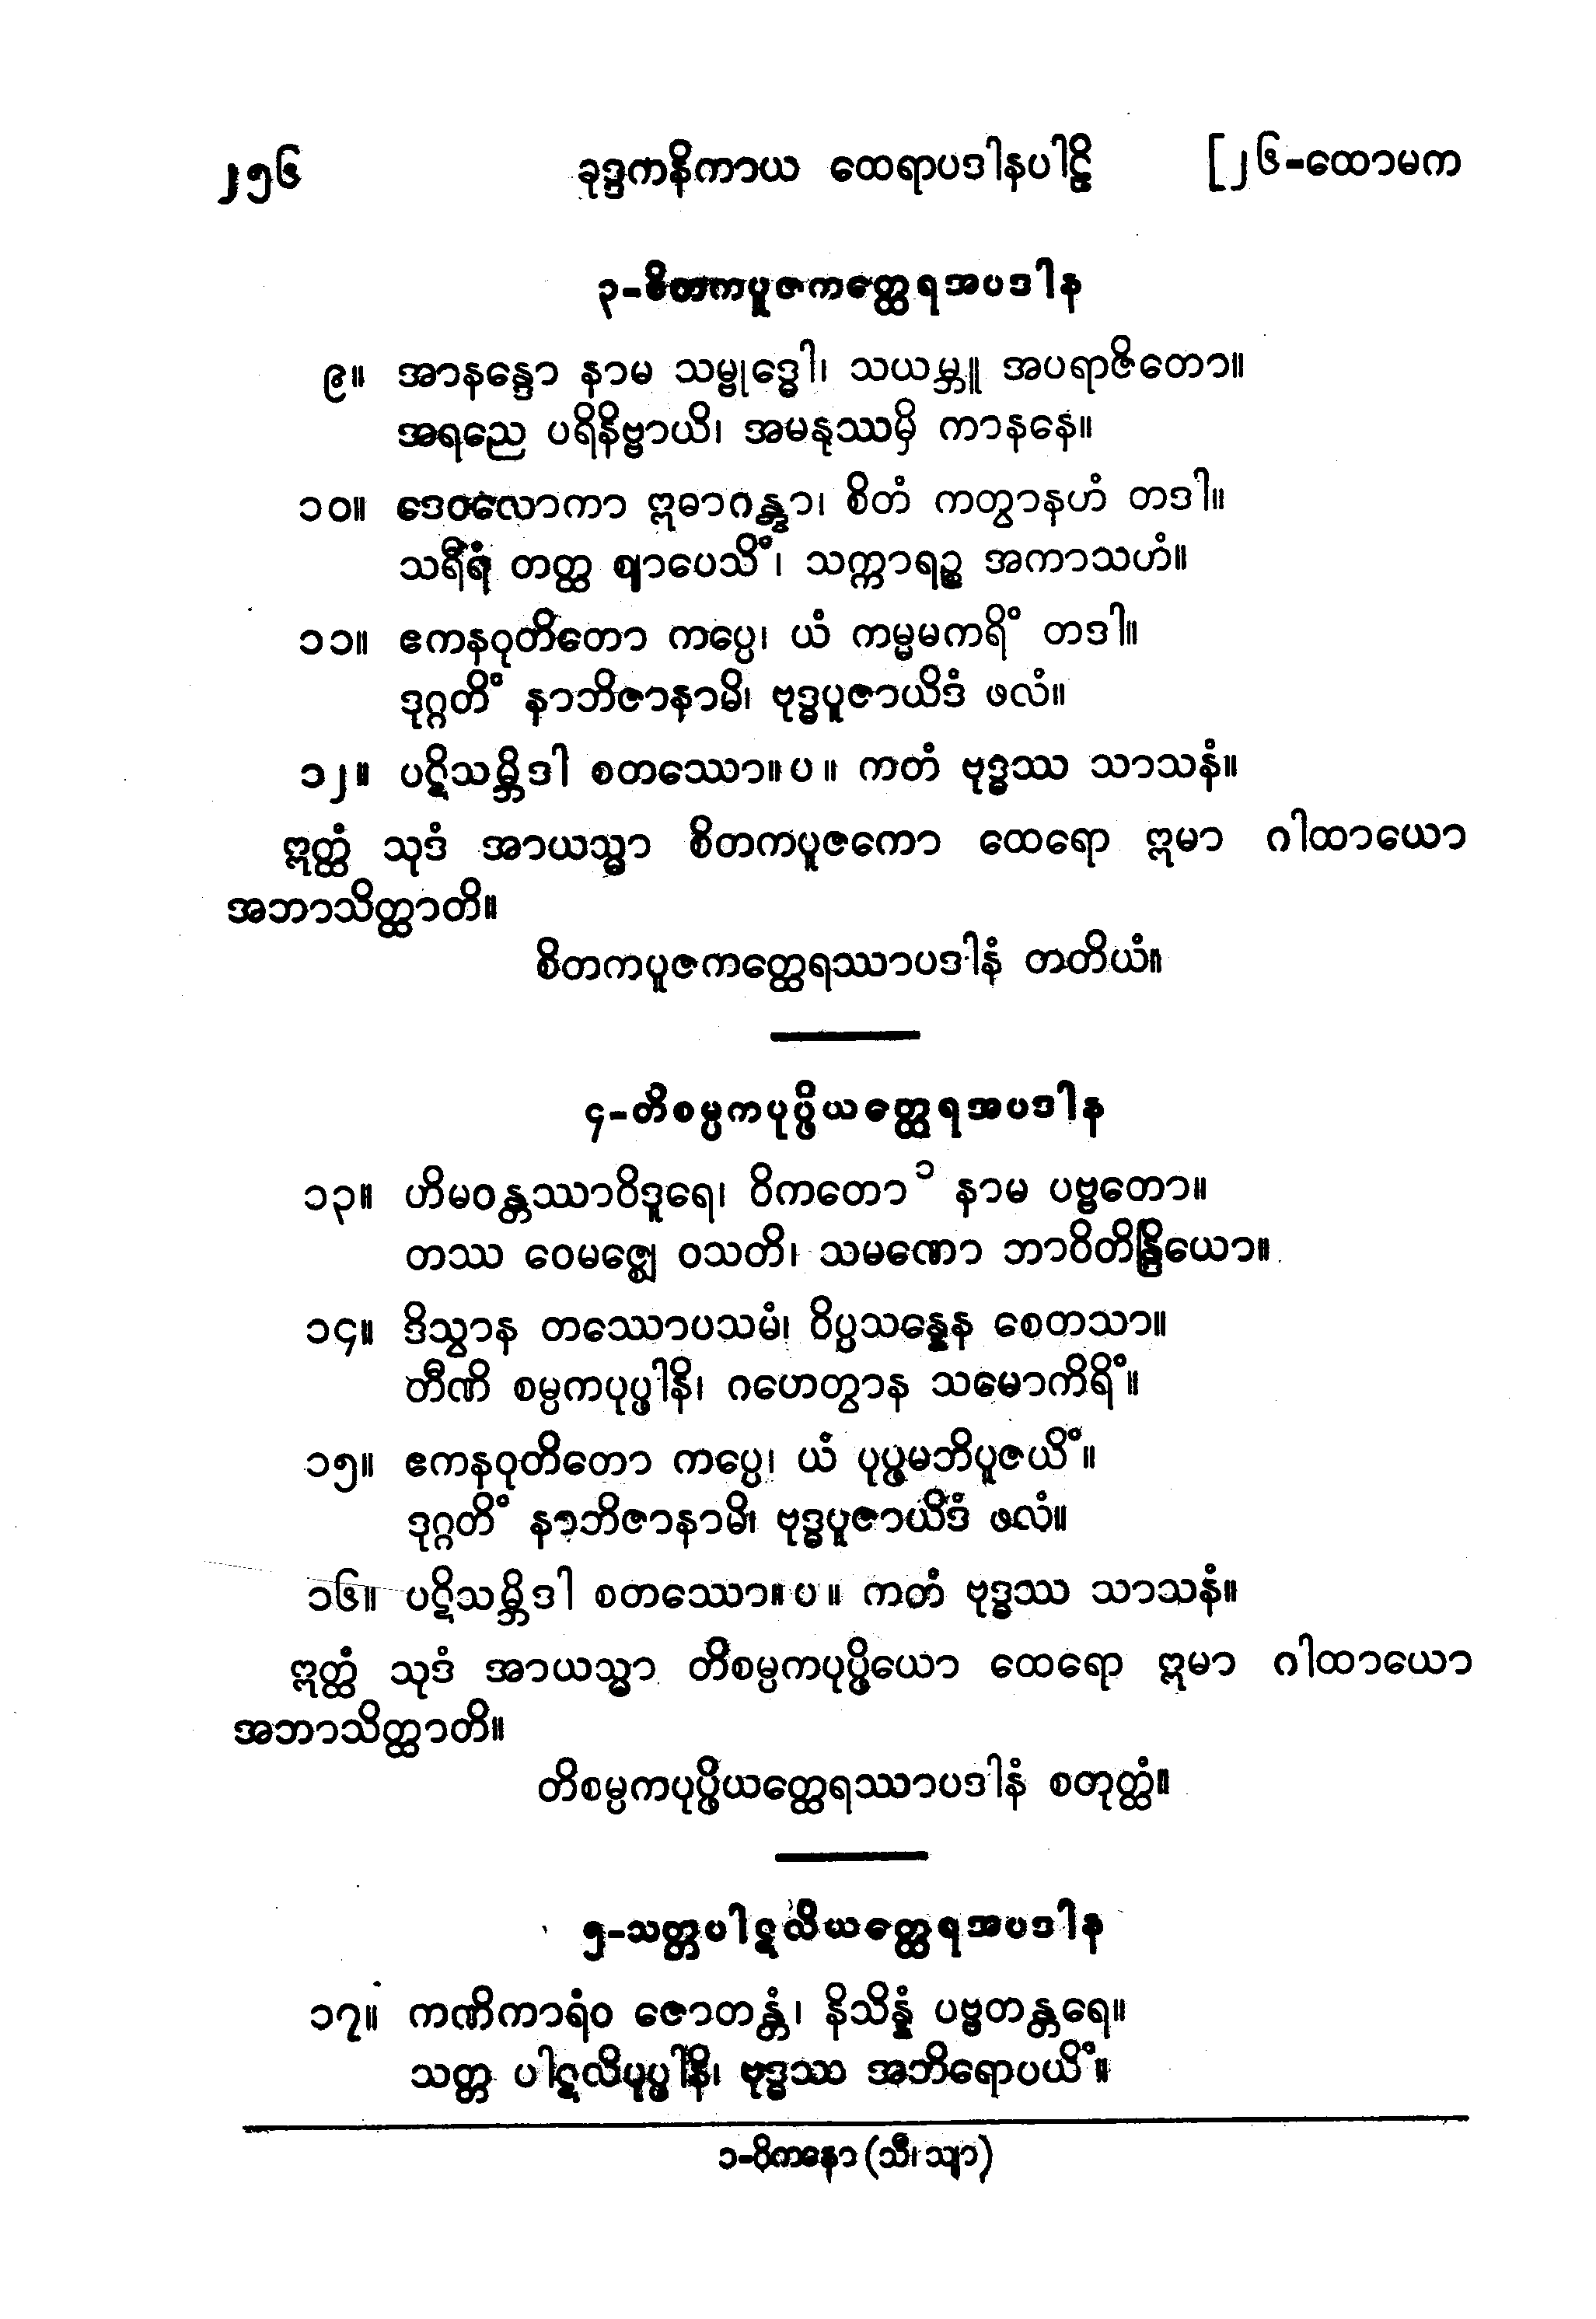 ၂၅၆ ခုဒ္ဒကနိကာယ ထေရာပဒါနပါဠိ [၂၆-ထောမက
၃-စိတကပူဇကတ္ထေရအပဒါန
၉။ အာနန္ဒော နာမ သမ္ဗုဒ္ဓေါ၊ သယမ္ဘူ အပရာဇိတော။
အရညေ ပရိနိဗ္ဗာယိ၊ အမနုဿမှိ ကာနနေ။
၁၀။ ဒေဝလောကာ ဣဓာဂန္တွာ၊ စိတံ ကတွာနဟံ တဒါ။
သရီရံ တတ္ထ ဈာပေသိံ၊ သက္ကာရဉ္စ အကာသဟံ။
၁၁။ ဧကနဝုတိတော ကပ္ပေ၊ ယံ ကမ္မမကရိံ တဒါ။
ဒုဂ္ဂတိံ နာဘိဇာနာမိ၊ ဗုဒ္ဓပူဇာယိဒံ ဖလံ။
၁၂။ ပဋိသမ္ဘိဒါ စတဿော။ပ။ ကတံ ဗုဒ္ဓဿ သာသနံ။
ဣတ္ထံ သုဒံ အာယသ္မာ စိတကပူဇကော ထေရော ဣမာ ဂါထာယော
အဘာသိတ္ထာတိ။
စိတကပူဇကတ္ထေရဿာပဒါနံ တတိယံ။
၄-တိစမ္ပကပုပ္ဖိယတ္ထေရအပဒါန
၁၃။ ဟိမဝန္တဿာဝိဒူရေ၊ ဝိကတော၁ နာမ ပဗ္ဗတော။
တဿ ဝေမဇ္ဈေ ဝသတိ၊ သမဏော ဘာဝိတိန္ဒြိယော။
၁၄။ ဒိသွာန တဿောပသမံ၊ ဝိပ္ပသန္နေန စေတသာ။
တီဏိ စမ္ပကပုပ္ဖါနိ၊ ဂဟေတွာန သမောကိရိံ။
၁၅။ ဧကနဝုတိတော ကပ္ပေ၊ ယံ ပုပ္ဖမဘိပူဇယိံ။
ဒုဂ္ဂတိံ နာဘိဇာနာမိ၊ ဗုဒ္ဓပူဇာယိဒံ ဖလံ။
၁၆။ ပဋိသမ္ဘိဒါ စတဿော။ပ။ ကတံ ဗုဒ္ဓဿ သာသနံ။
ဣတ္ထံ သုဒံ အာယသ္မာ တိစမ္ပကပုပ္ဖိယော ထေရော ဣမာ ဂါထာယော
အဘာသိတ္ထာတိ။
တိစမ္ပကပုပ္ဖိယတ္ထေရဿာပဒါနံ စတုတ္ထံ။
၅-သတ္တပါဋလိယတ္ထေရအပဒါန
၁၇။ ကဏိကာရံဝ ဇောတန္တံ၊ နိသိန္နံ ပဗ္ဗတန္တရေ။
သတ္တ ပါဋလိပုပ္ဖါနိ၊ ဗုဒ္ဓဿ အဘိရောပယိံ။
၁-ဝိကနော (သီ၊ သျာ)